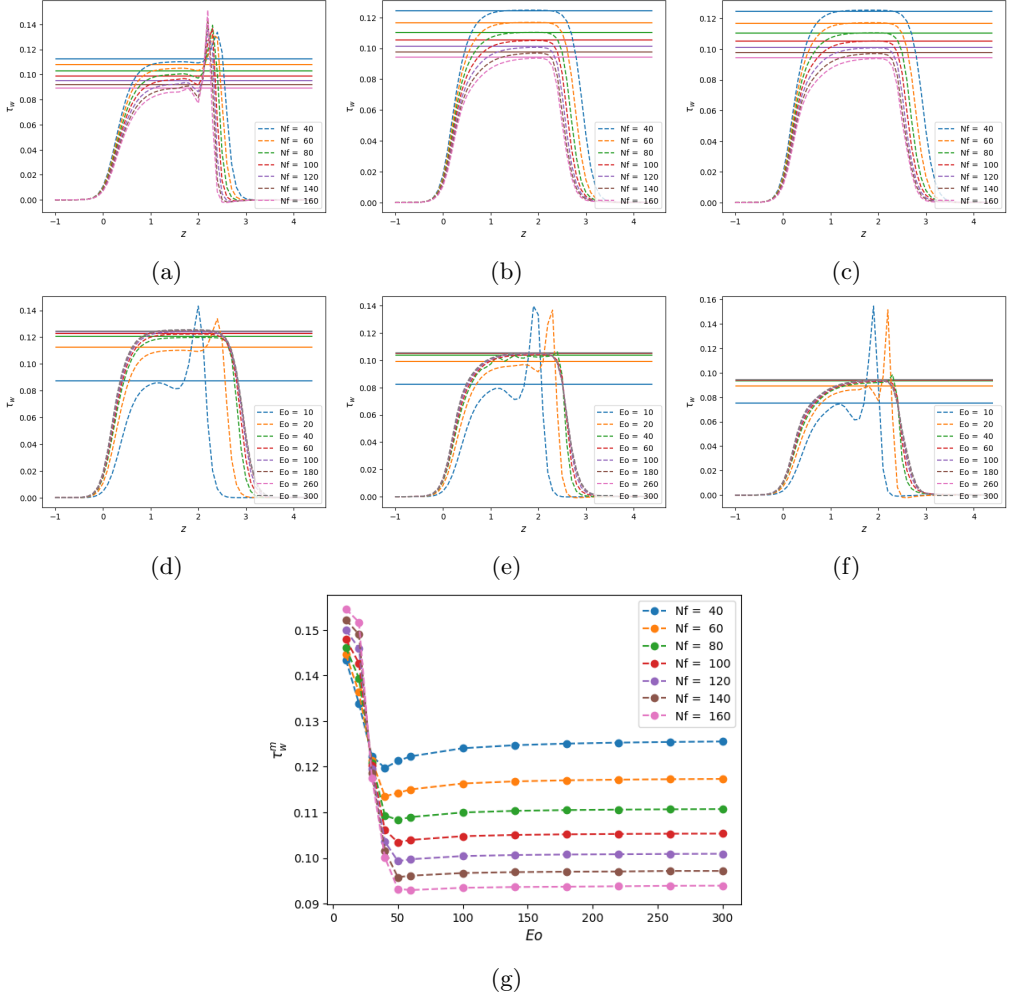 0.14
0.12
0.10
0.08
0.06
0.04
0.02
0.00
τw
−1 0 1 2 3 4
z
Nf = 40
Nf = 60
Nf = 80
Nf = 100
Nf = 120
Nf = 140
Nf = 160
(a)
0.12
0.10
0.08
0.06
0.04
0.02
0.00
τw
−1 0 1 2 3 4
z
Nf = 40
Nf = 60
Nf = 80
Nf = 100
Nf = 120
Nf = 140
Nf = 160
(b)
0.12
0.10
0.08
0.06
0.04
0.02
0.00
τw
−1 0 1 2 3 4
z
Nf = 40
Nf = 60
Nf = 80
Nf = 100
Nf = 120
Nf = 140
Nf = 160
(c)
0.14
0.12
0.10
0.08
0.06
0.04
0.02
0.00
τw
−1 0 1 2 3 4
z
Eo = 10
Eo = 20
Eo = 40
Eo = 60
Eo = 100
Eo = 180
Eo = 260
Eo = 300
(d)
0.14
0.12
0.10
0.08
0.06
0.04
0.02
0.00
τw
−1 0 1 2 3 4
z
Eo = 10
Eo = 20
Eo = 40
Eo = 60
Eo = 100
Eo = 180
Eo = 260
Eo = 300
(e)
0.16
0.14
0.12
0.10
0.08
0.06
0.04
0.02
0.00
τw
−1 0 1 2 3 4
z
Eo = 10
Eo = 20
Eo = 40
Eo = 60
Eo = 100
Eo = 180
Eo = 260
Eo = 300
(f)
0.15
0.14
0.13
0.12
0.11
0.10
0.09
τwm
0 50 100 150 200 250 300
Eo
Nf = 40
Nf = 60
Nf = 80
Nf = 100
Nf = 120
Nf = 140
Nf = 160
(g)